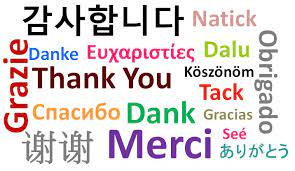 감사합니다
Natick
Grazie
Danke
Ευχαριστίες
Dalu
Obrigado
Thank You
Köszönöm
Tack
Спасибо
Dank
Gracias
谢谢
Merci
Seé
ありがとう